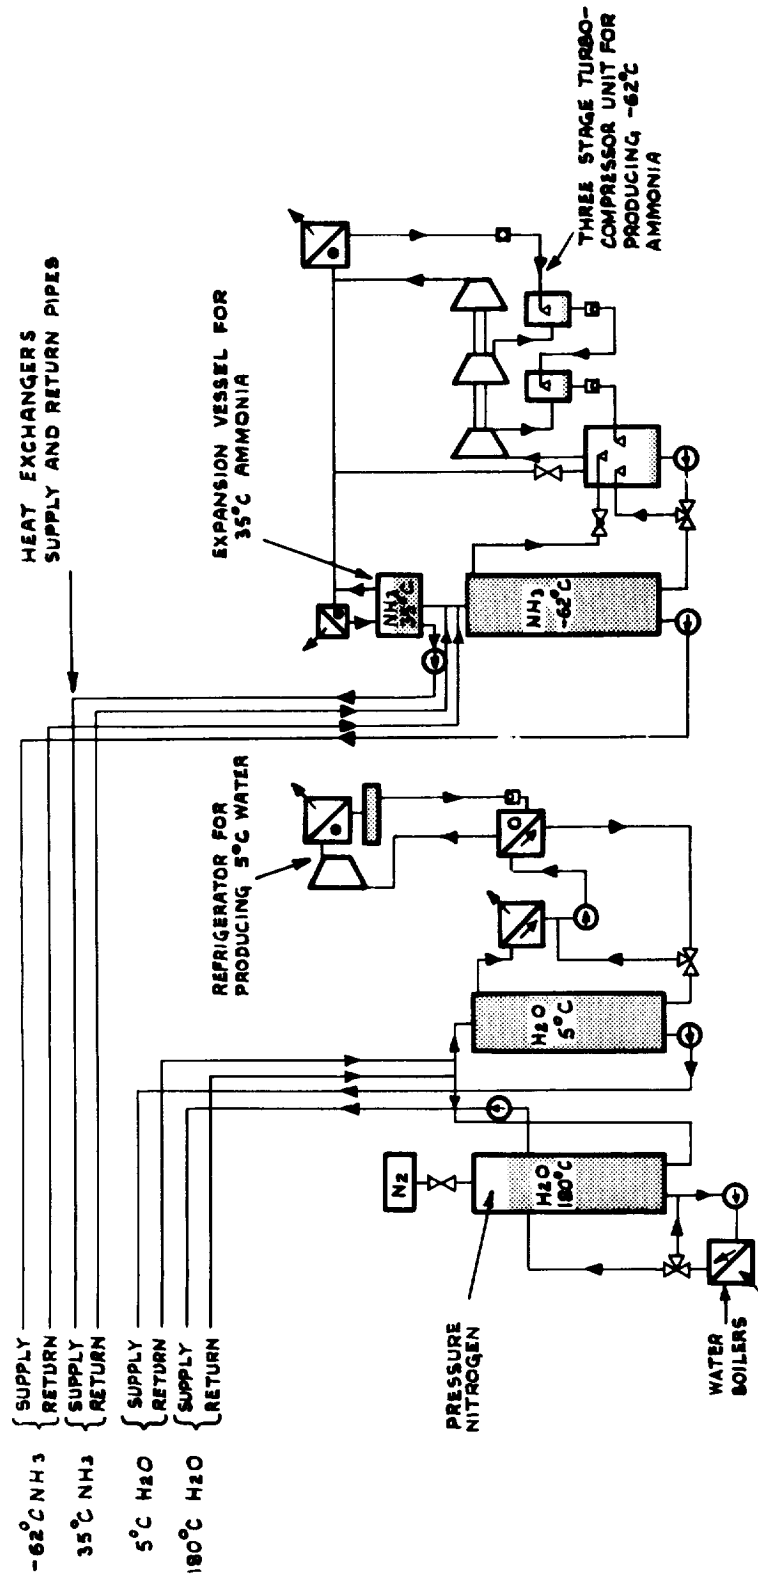 -62°C NH3
SUPPLY
RETURN
35°C NH3
SUPPLY
RETURN
5°C H2O
SUPPLY
RETURN
180°C H2O
SUPPLY
RETURN
HEAT EXCHANGERS
SUPPLY AND RETURN PIPES
PRESSURE
NITROGEN
WATER
BOILERS
N2
H2O
180°C
REFRIGERATOR FOR
PRODUCING 5°C WATER
H2O
5°C
EXPANSION VESSEL FOR
35°C AMMONIA
NH3
35°C
NH3
-62°C
THREE STAGE TURBO-
COMPRESSOR UNIT FOR
PRODUCING -62°C
AMMONIA